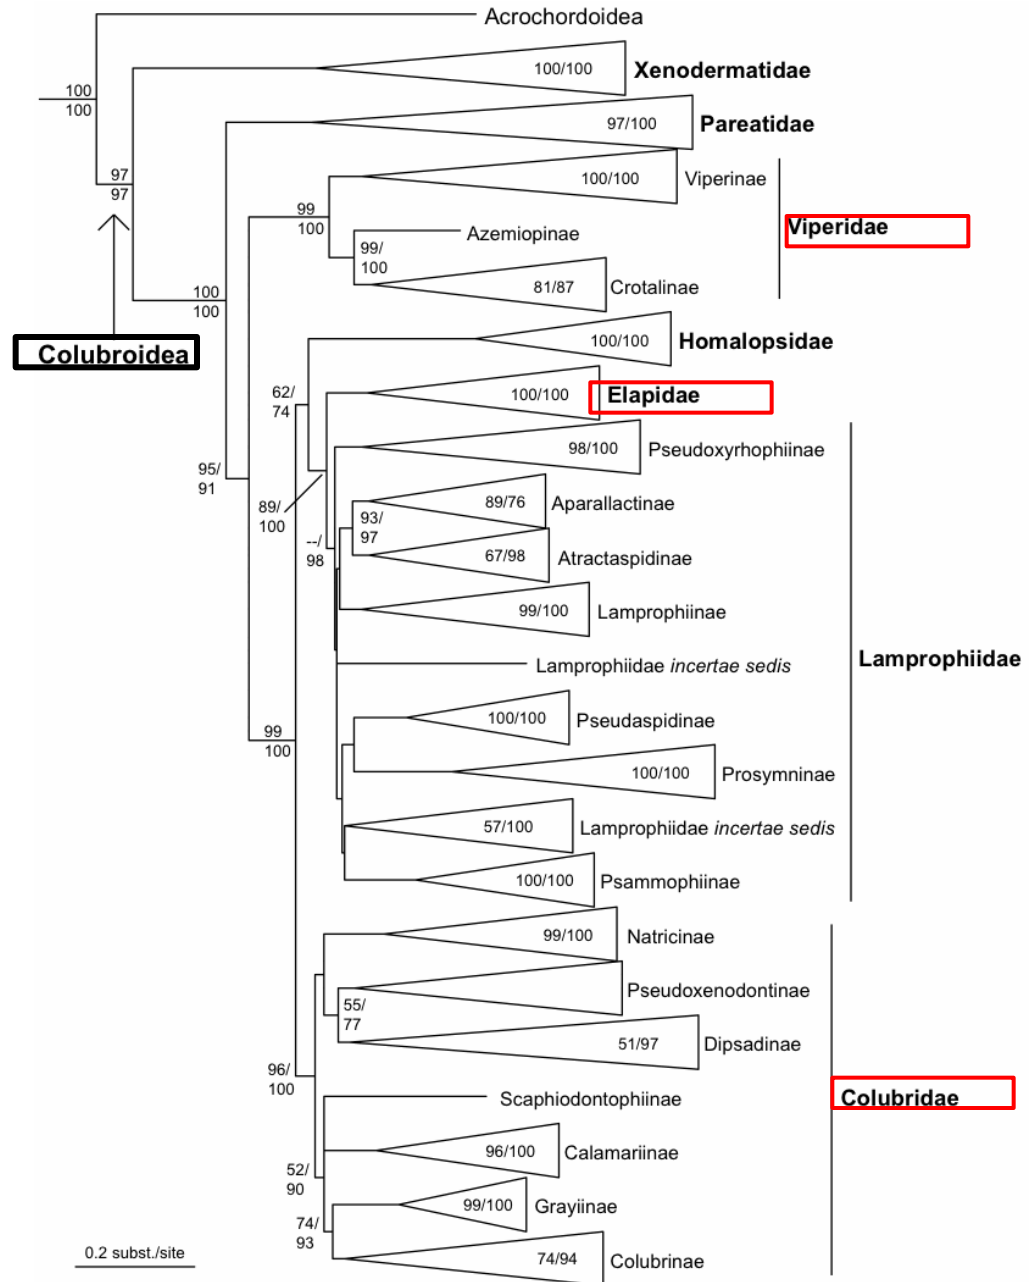 Acrochordoidea
100/100
Xenodermatidae
100
100
97/100
Pareatidae
100/100
Viperinae
97
97
99
100
Viperidae
Azemiopinae
99/
100
81/87
Crotalinae
100
100
Colubroidea
100/100
Homalopsidae
62/
74
100/100
Elapidae
98/100
Pseudoxyrhophiinae
95/
91
89/
100
89/76
Aparallactinae
93/
97
--/
98
67/98
Atractaspidinae
99/100
Lamprophiinae
Lamprophiidae incertae sedis
Lamprophiidae
100/100
Pseudaspidinae
99
100
100/100
Prosymninae
57/100
Lamprophiidae incertae sedis
100/100
Psammophiinae
99/100
Natricinae
Pseudoxenodontinae
55/
77
51/97
Dipsadinae
96/
100
Scaphiodontophiinae
Colubridae
96/100
Calamariinae
52/
90
99/100
Grayiinae
74/
93
0.2 subst./site
74/94
Colubrinae